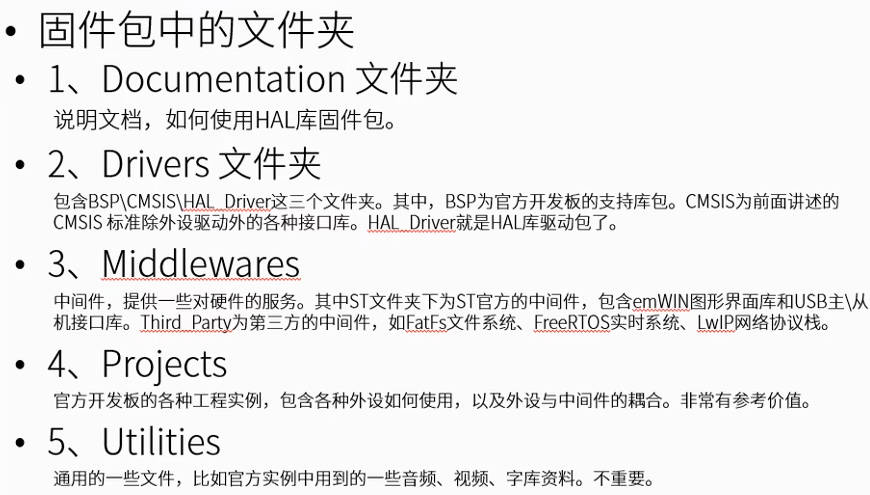 • 固件包中的文件夹
• 1、Documentation 文件夹
说明文档，如何使用HAL库固件包。
• 2、Drivers 文件夹
包含BSP\CMSIS\HAL_Driver这三个文件夹。其中，BSP为官方开发板的支持库包。CMSIS为前面讲述的
CMSIS 标准除外设驱动外的各种接口库。HAL_Driver就是HAL库驱动包了。
• 3、Middlewares
中间件，提供一些对硬件的服务。其中ST文件夹下为ST官方的中间件，包含emWIN图形界面库和USB主\从
机接口库。Third_Party为第三方的中间件，如FatFs文件系统、FreeRTOS实时系统、LwIP网络协议栈。
• 4、Projects
官方开发板的各种工程实例，包含各种外设如何使用，以及外设与中间件的耦合。非常有参考价值。
• 5、Utilities
通用的一些文件，比如官方实例中用到的一些音频、视频、字库资料。不重要。